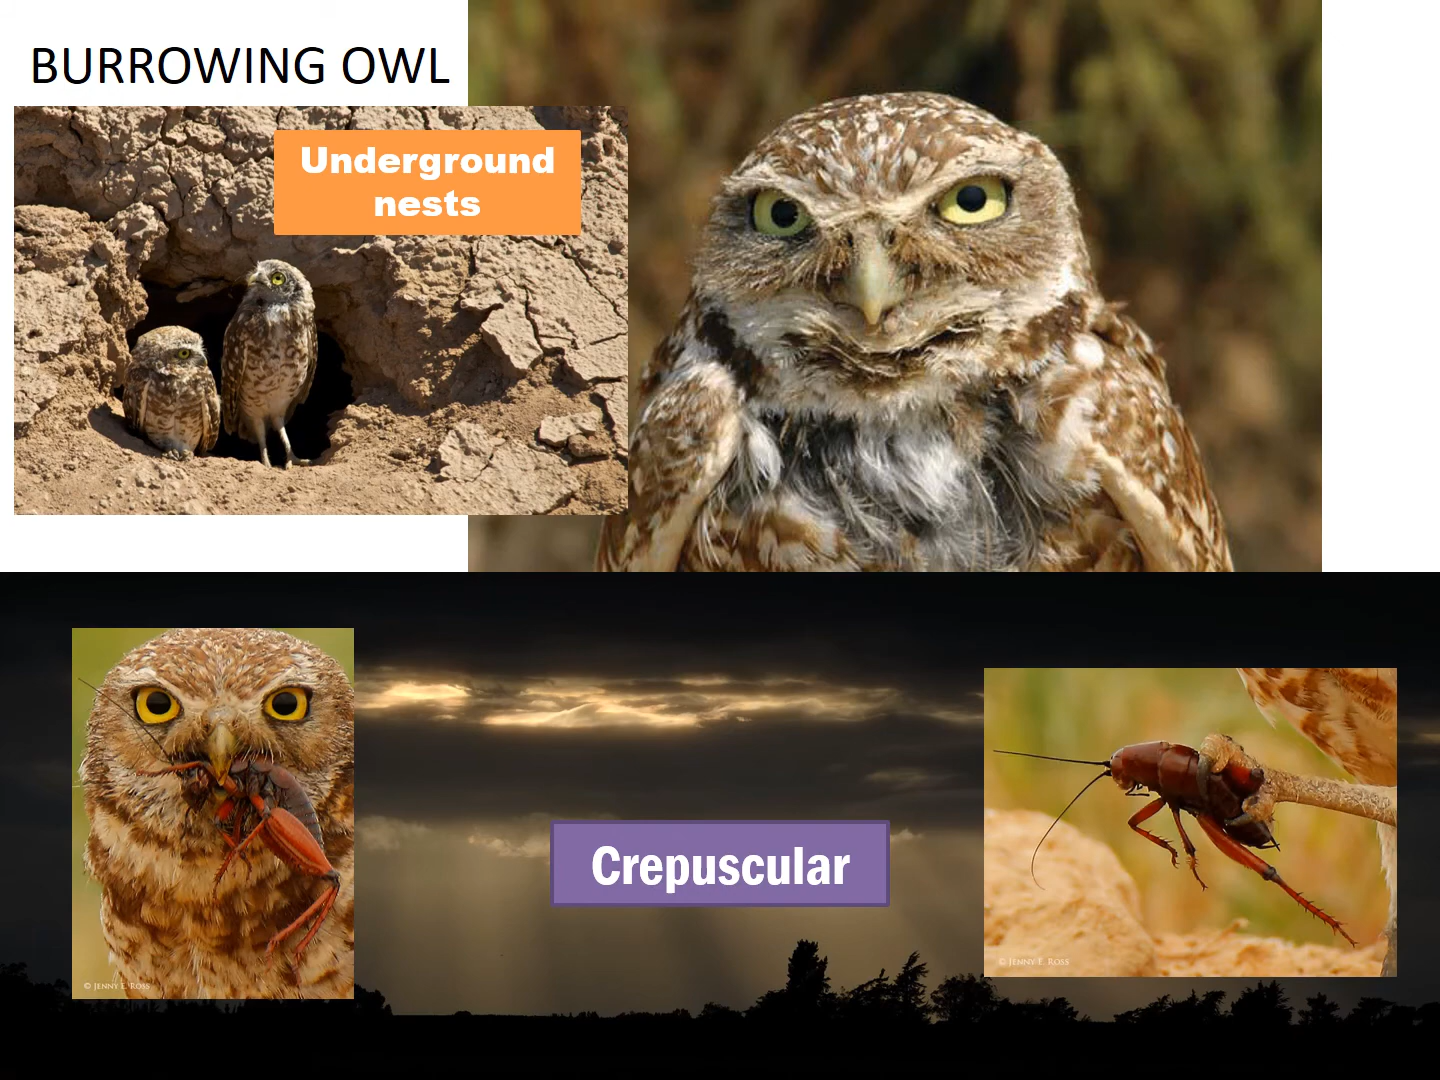 BURROWING OWL
Underground
nests
Crepuscular
© JENNY E. ROSS
© JENNY E. ROSS